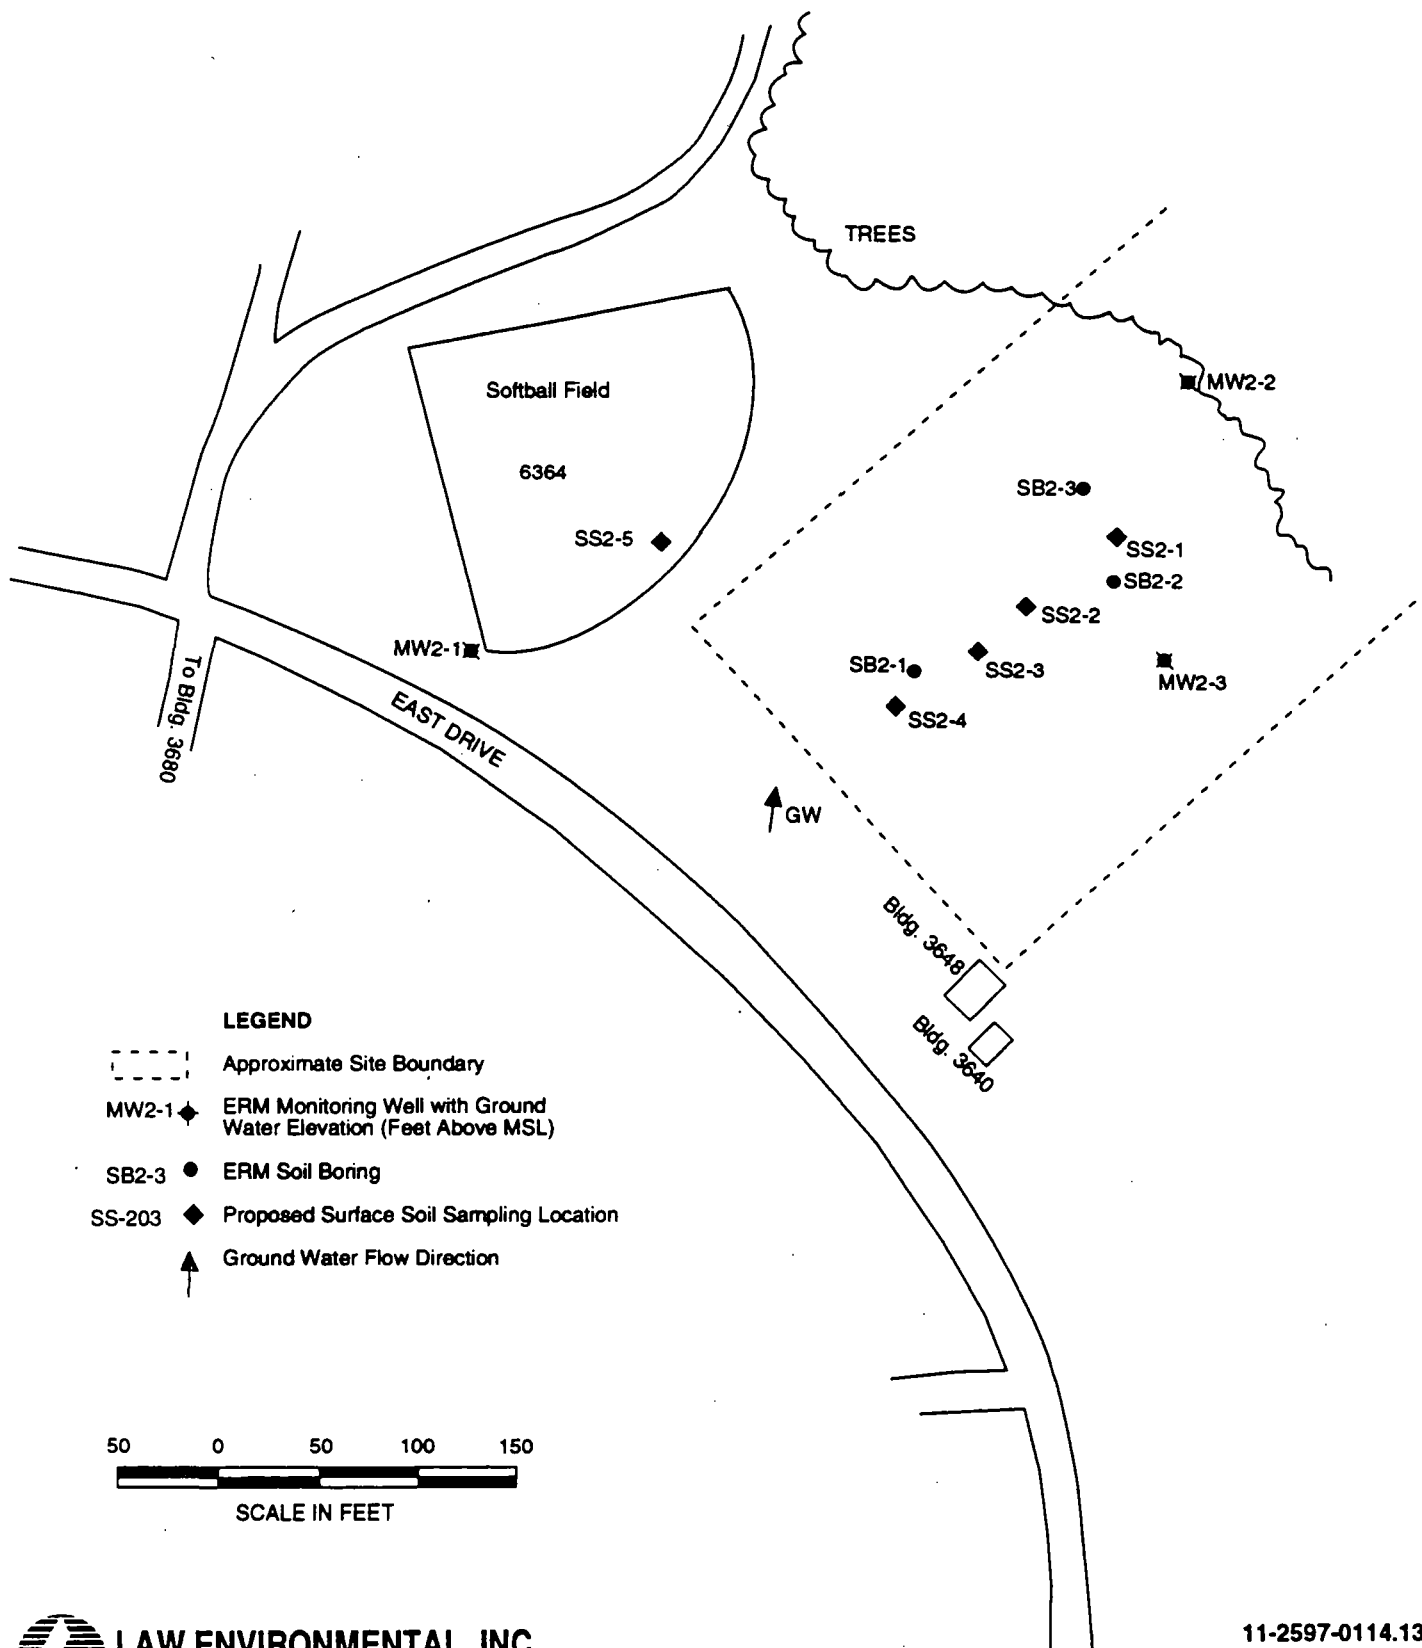 TREES
MW2-2
Softball Field
6364
SB2-3
SS2-5
SS2-1
SB2-2
SS2-2
MW2-1
SB2-1
SS2-3
MW2-3
SS2-4
To Bldg. 3680
EAST DRIVE
GW
Bldg. 3648
Bldg. 3640
LEGEND
Approximate Site Boundary
MW2-1 ERM Monitoring Well with Ground
Water Elevation (Feet Above MSL)
SB2-3 ERM Soil Boring
SS-203 Proposed Surface Soil Sampling Location
Ground Water Flow Direction
50 0 50 100 150
SCALE IN FEET
LAW ENVIRONMENTAL, INC.
11-2597-0114.13